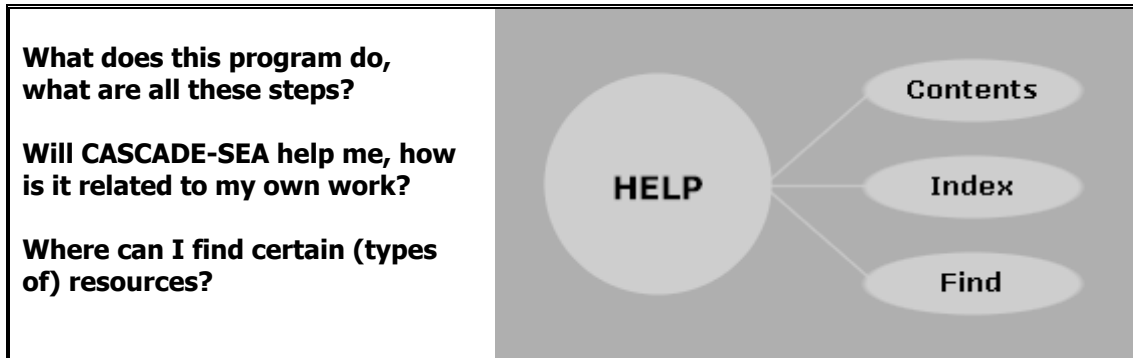 What does this program do,
what are all these steps?
Will CASCADE-SEA help me, how
is it related to my own work?
Where can I find certain (types
of) resources?
HELP
Contents
Index
Find